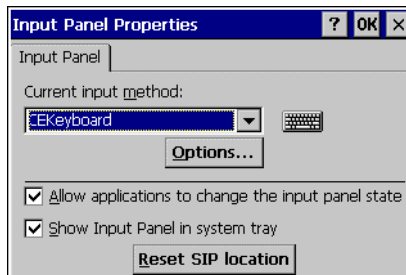 Input Panel Properties ? OK ×
Input Panel
Current input method:
CEKeyboard
Options...
Allow applications to change the input panel state
Show Input Panel in system tray
Reset SIP location